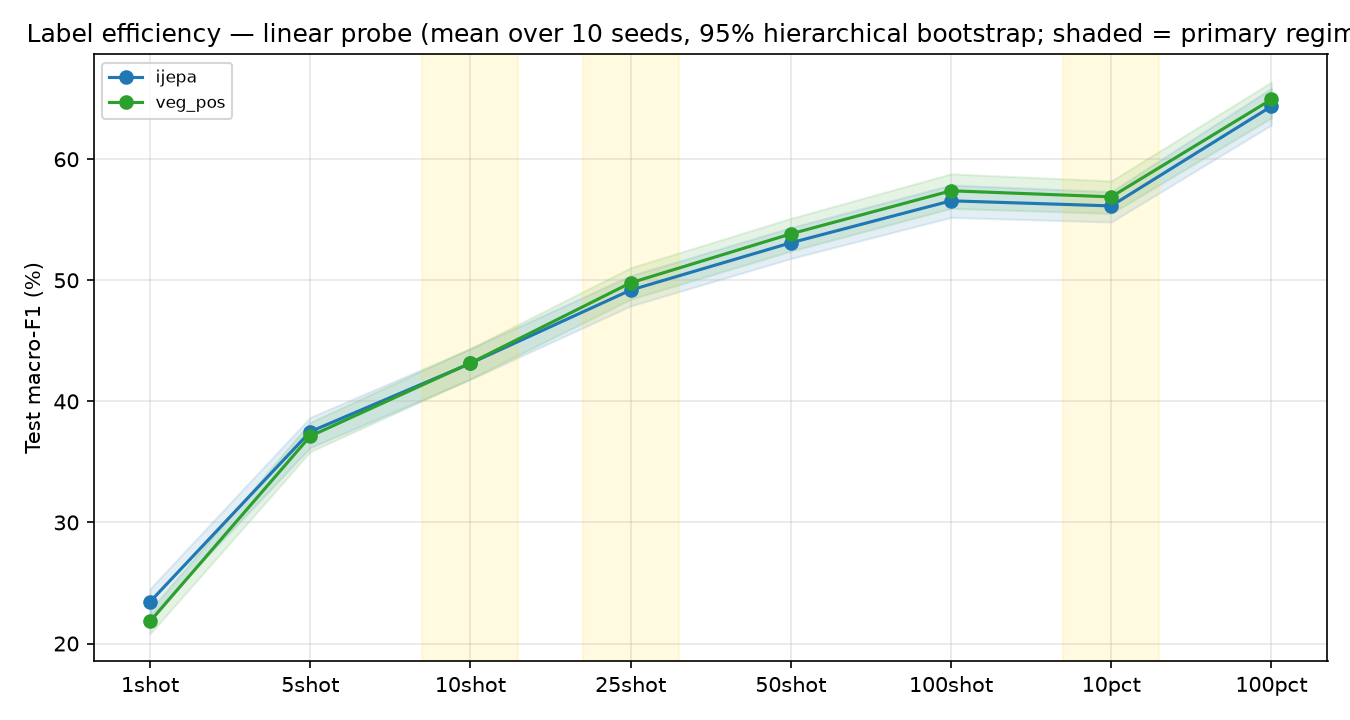 Label efficiency — linear probe (mean over 10 seeds, 95% hierarchical bootstrap; shaded = primary regim
ijepa
veg_pos
Test macro-F1 (%)
60
50
40
30
20
1shot 5shot 10shot 25shot 50shot 100shot 10pct 100pct